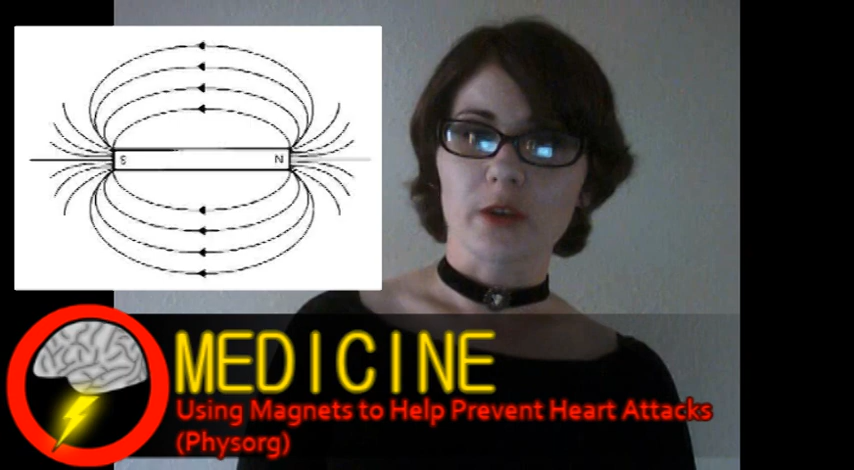 S N
MEDICINE
Using Magnets to Help Prevent Heart Attacks
(Physorg)